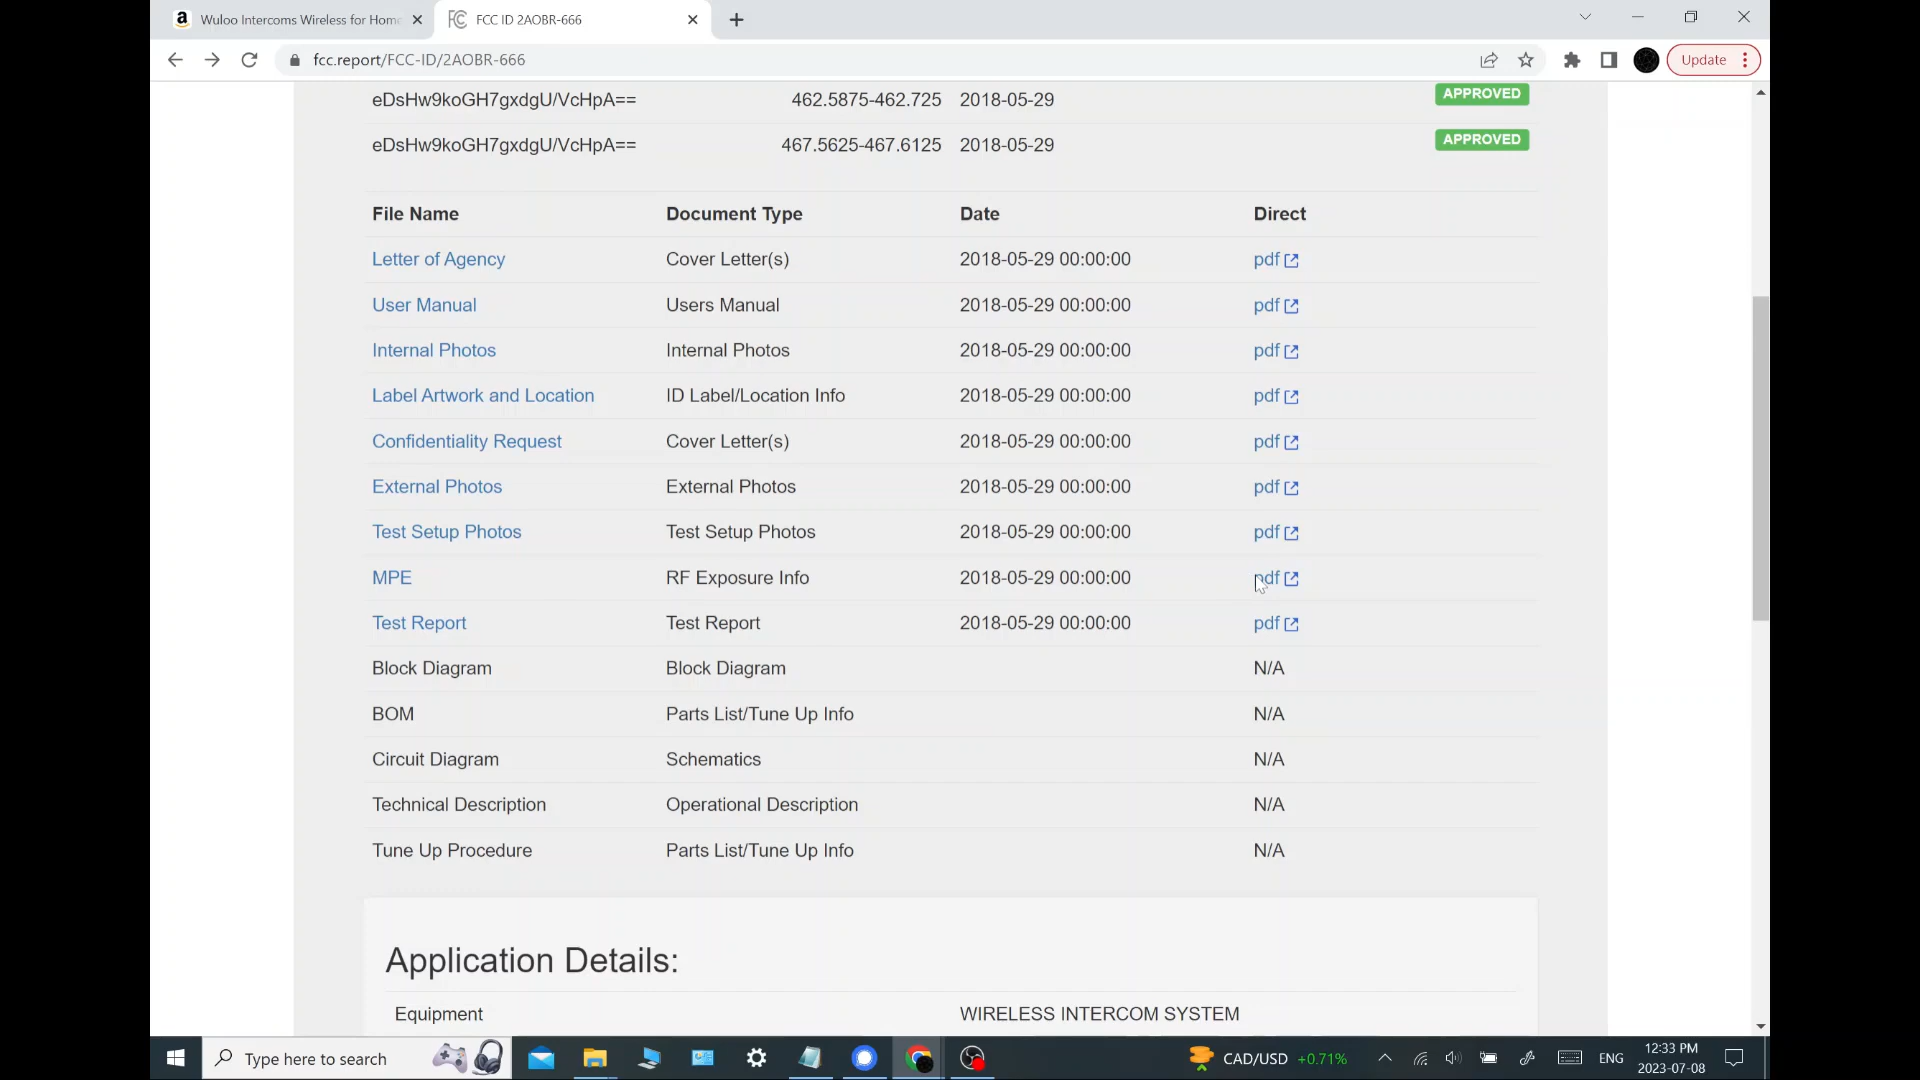 Wuloo Intercoms Wireless for Home
FCC ID 2AOBR-666
fcc.report/FCC-ID/2AOBR-666
Update
eDsHw9koGH7gxdgU/VcHpA== 462.5875-462.725 2018-05-29 APPROVED
eDsHw9koGH7gxdgU/VcHpA== 467.5625-467.6125 2018-05-29 APPROVED
File Name Document Type Date Direct
Letter of Agency Cover Letter(s) 2018-05-29 00:00:00 pdf
User Manual Users Manual 2018-05-29 00:00:00 pdf
Internal Photos Internal Photos 2018-05-29 00:00:00 pdf
Label Artwork and Location ID Label/Location Info 2018-05-29 00:00:00 pdf
Confidentiality Request Cover Letter(s) 2018-05-29 00:00:00 pdf
External Photos External Photos 2018-05-29 00:00:00 pdf
Test Setup Photos Test Setup Photos 2018-05-29 00:00:00 pdf
MPE RF Exposure Info 2018-05-29 00:00:00 pdf
Test Report Test Report 2018-05-29 00:00:00 pdf
Block Diagram Block Diagram N/A
BOM Parts List/Tune Up Info N/A
Circuit Diagram Schematics N/A
Technical Description Operational Description N/A
Tune Up Procedure Parts List/Tune Up Info N/A
Application Details:
Equipment WIRELESS INTERCOM SYSTEM
Type here to search
CAD/USD +0.71%
ENG
12:33 PM
2023-07-08